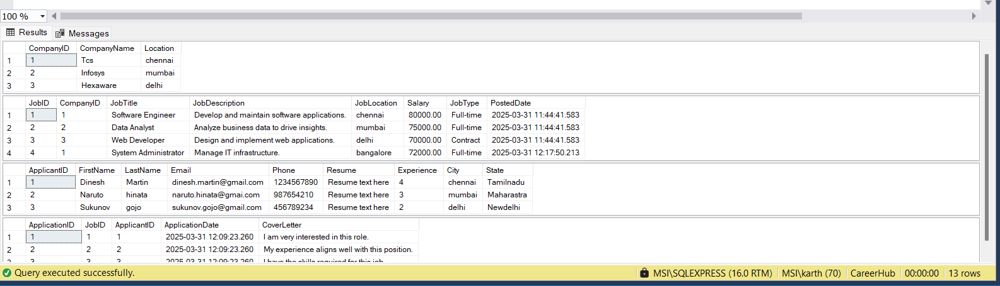 100 %
Results Messages
CompanyID CompanyName Location
1 1 Tcs chennai
2 2 Infosys mumbai
3 3 Hexaware delhi
JobID CompanyID JobTitle JobDescription JobLocation Salary JobType PostedDate
1 1 1 Software Engineer Develop and maintain software applications. chennai 80000.00 Full-time 2025-03-31 11:44:41.583
2 2 2 Data Analyst Analyze business data to drive insights. mumbai 75000.00 Full-time 2025-03-31 11:44:41.583
3 3 3 Web Developer Design and implement web applications. delhi 70000.00 Contract 2025-03-31 11:44:41.583
4 4 1 System Administrator Manage IT infrastructure. bangalore 72000.00 Full-time 2025-03-31 12:17:50.213
ApplicantID FirstName LastName Email Phone Resume Experience City State
1 1 Dinesh Martin dinesh.martin@gmail.com 1234567890 Resume text here 4 chennai Tamilnadu
2 2 Naruto hinata naruto.hinata@gmai.com 987654210 Resume text here 3 mumbai Maharastra
3 3 Sukunov gojo sukunov.gojo@gmai.com 456789234 Resume text here 2 delhi Newdelhi
ApplicationID JobID ApplicantID ApplicationDate CoverLetter
1 1 1 1 2025-03-31 12:09:23.260 I am very interested in this role.
2 2 2 2 2025-03-31 12:09:23.260 My experience aligns well with this position.
3 3 3 3 2025-03-31 12:09:23.260 I have the skills required for this job.
Query executed successfully. MSI\SQLEXPRESS (16.0 RTM) MSI\karth (70) CareerHub 00:00:00 13 rows